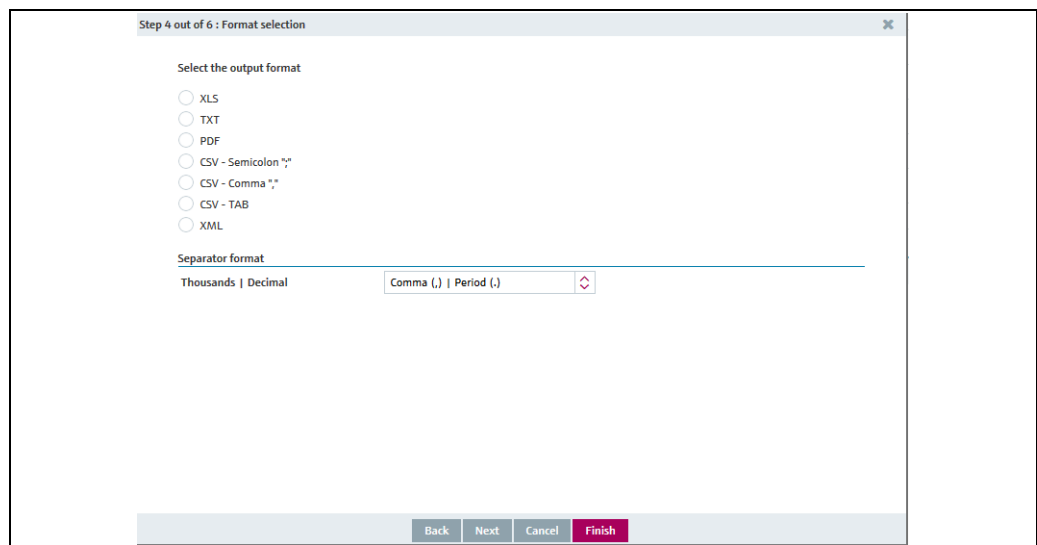 Step 4 out of 6 : Format selection
Select the output format
XLS
TXT
PDF
CSV - Semicolon ";"
CSV - Comma ","
CSV - TAB
XML
Separator format
Thousands | Decimal Comma (,) | Period (.)
Back Next Cancel Finish